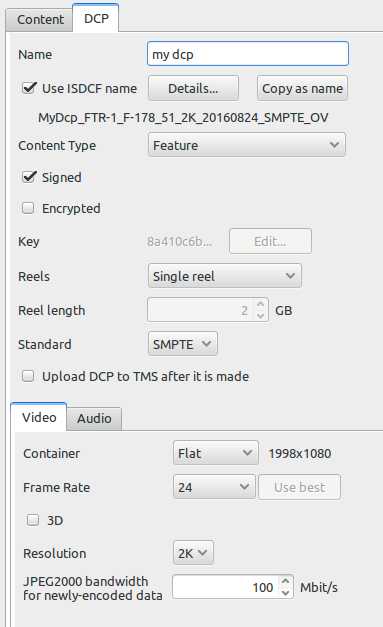 Content DCP
Name my dcp
Use ISDCF name Details... Copy as name
MyDcp_FTR-1_F-178_51_2K_20160824_SMPTE_OV
Content Type Feature
Signed
Encrypted
Key 8a410c6b... Edit...
Reels Single reel
Reel length 2 GB
Standard SMPTE
Upload DCP to TMS after it is made
Video Audio
Container Flat 1998x1080
Frame Rate 24 Use best
3D
Resolution 2K
JPEG2000 bandwidth
for newly-encoded data 100 Mbit/s